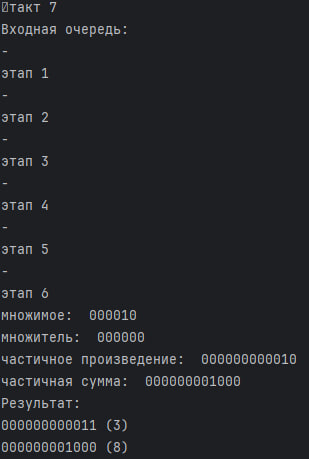 такт 7
Входная очередь:
-
этап 1
-
этап 2
-
этап 3
-
этап 4
-
этап 5
-
этап 6
множимое:  000010
множитель:  000000
частичное произведение:  000000000010
частичная сумма:  000000001000
Результат:
000000000011 (3)
000000001000 (8)